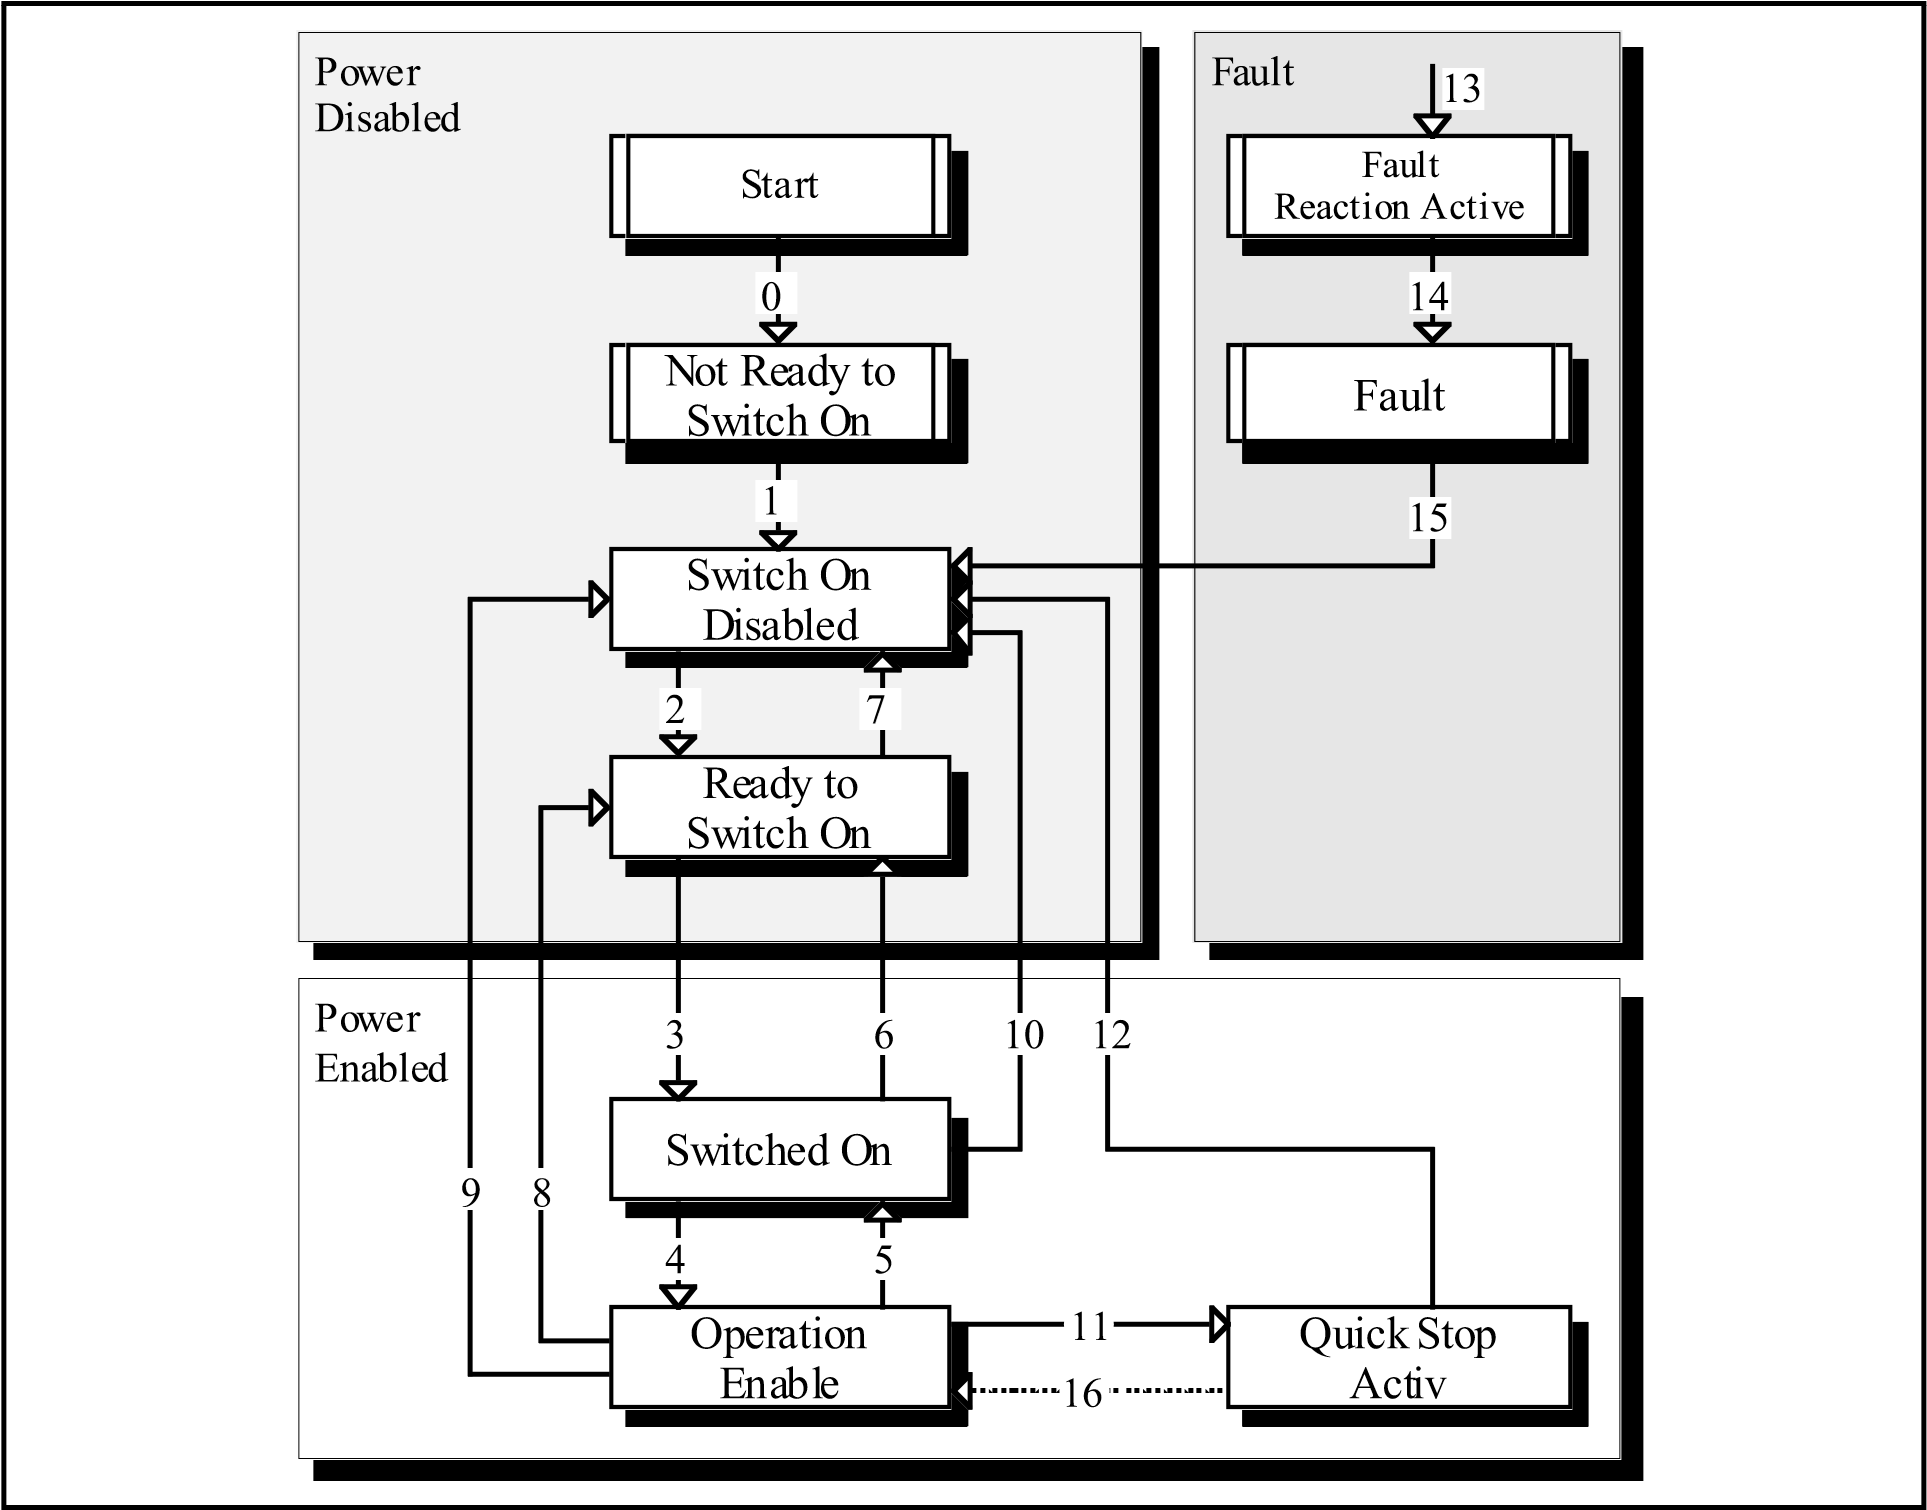 Power
Disabled
Fault
13
Start
Fault
Reaction Active
0
14
Not Ready to
Switch On
Fault
1
15
Switch On
Disabled
2
7
Ready to
Switch On
Power
Enabled
3
6
10
12
Switched On
9
8
4
5
Operation
Enable
11
16
Quick Stop
Activ